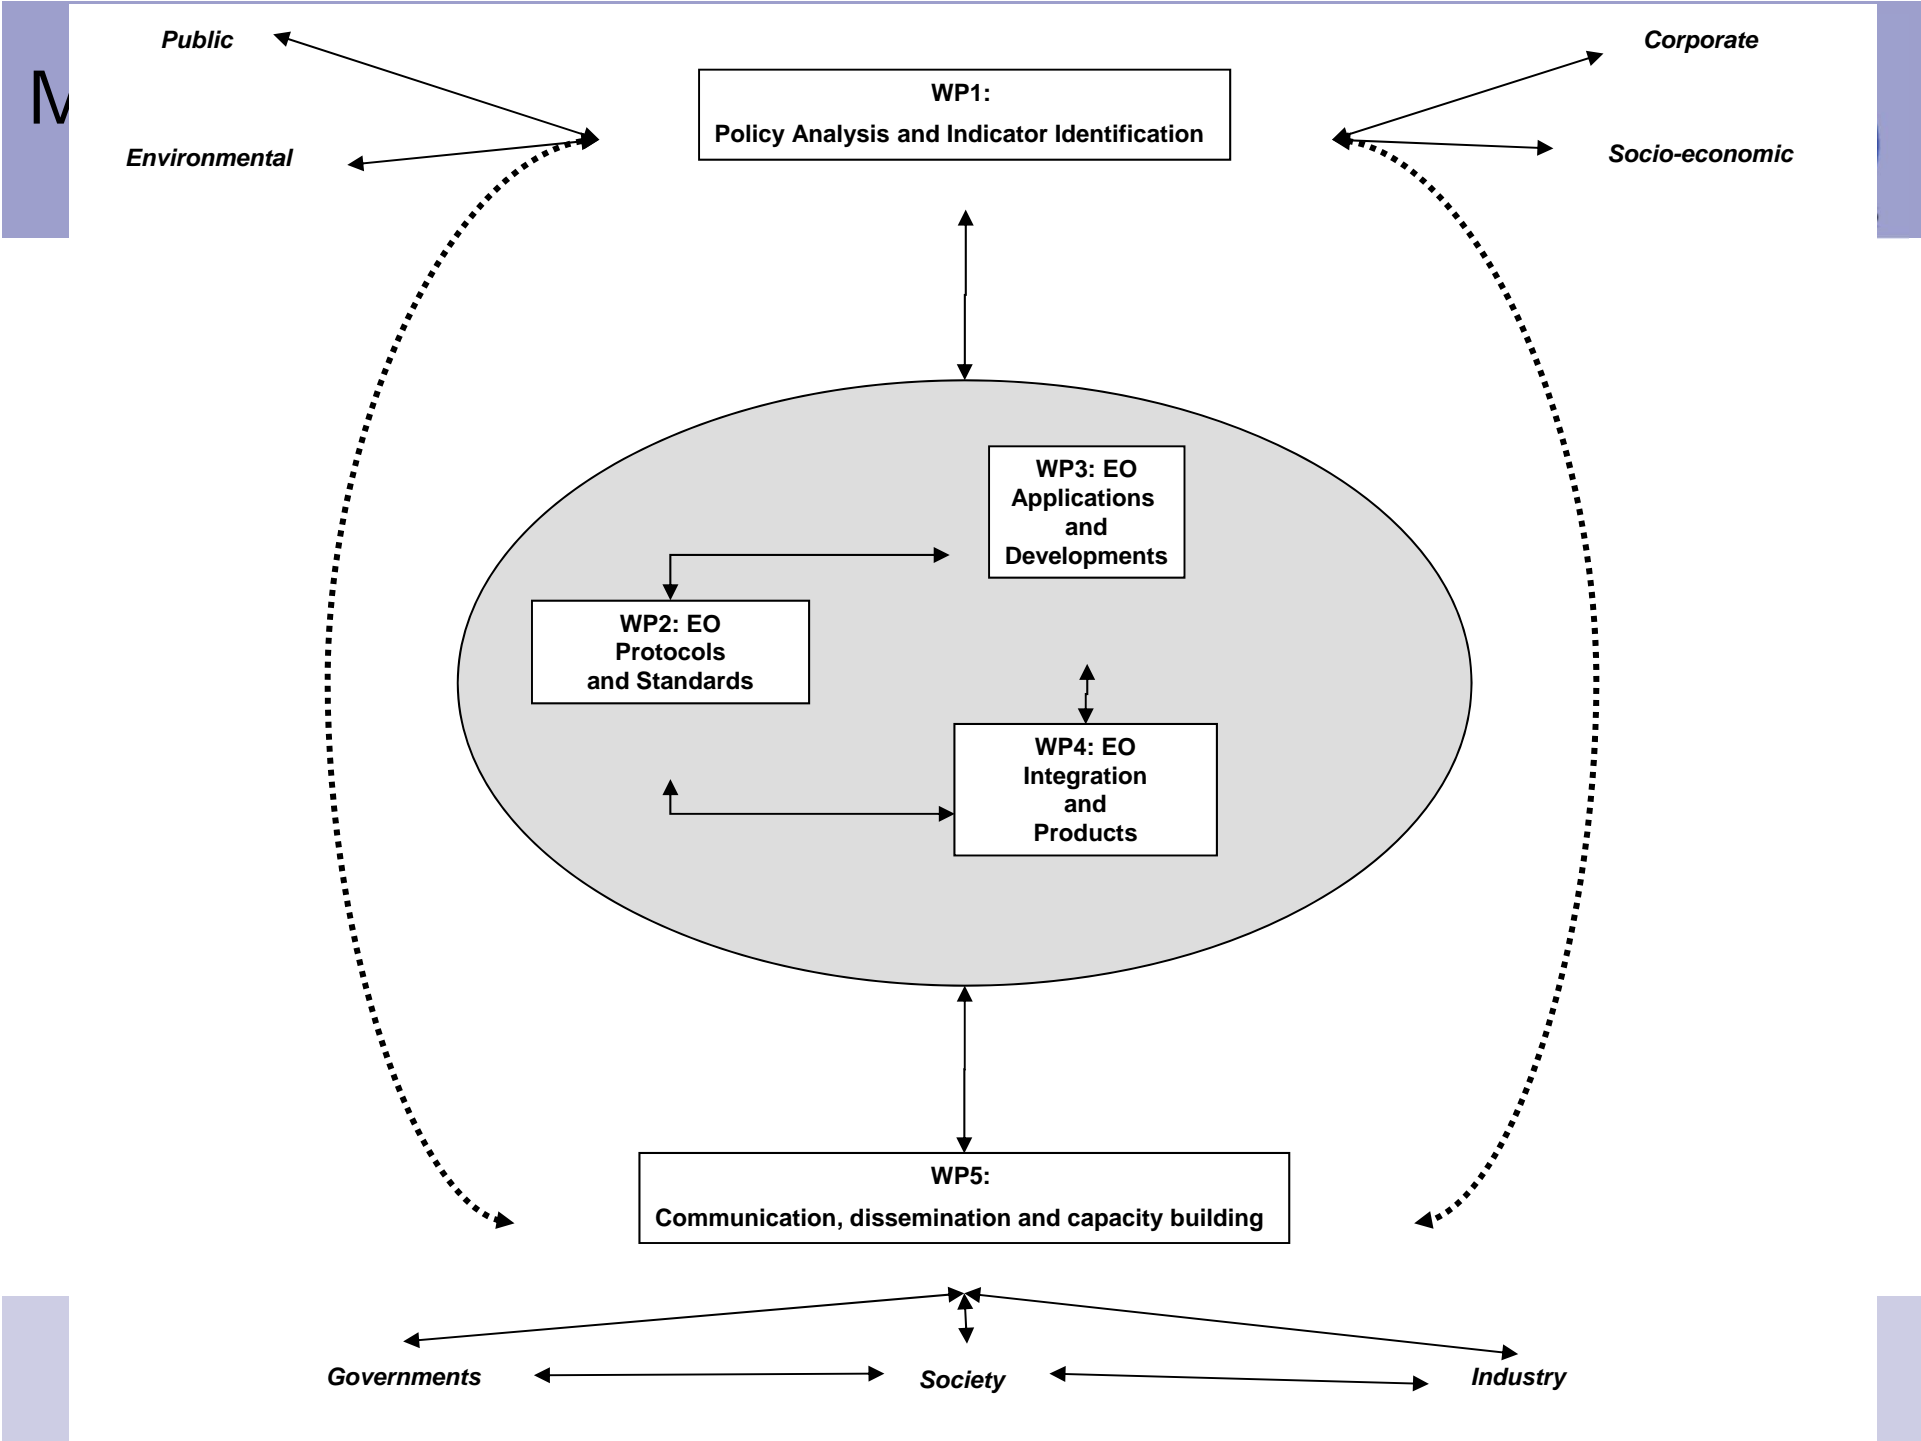 Public
Corporate
M
WP1:
Policy Analysis and Indicator Identification
Environmental
Socio-economic
WP3: EO
Applications
and
Developments
WP2: EO
Protocols
and Standards
WP4: EO
Integration
and
Products
WP5:
Communication, dissemination and capacity building
Governments
Society
Industry